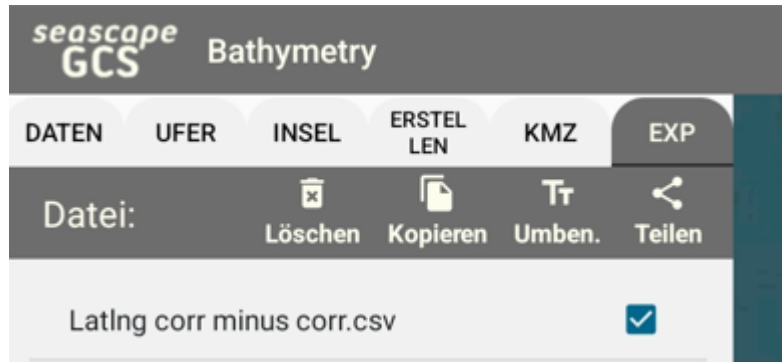 seascape
GCS Bathymetry
DATEN UFER INSEL ERSTEL
LEN KMZ EXP
Datei: Löschen Kopieren Umben. Teilen
Latlng corr minus corr.csv